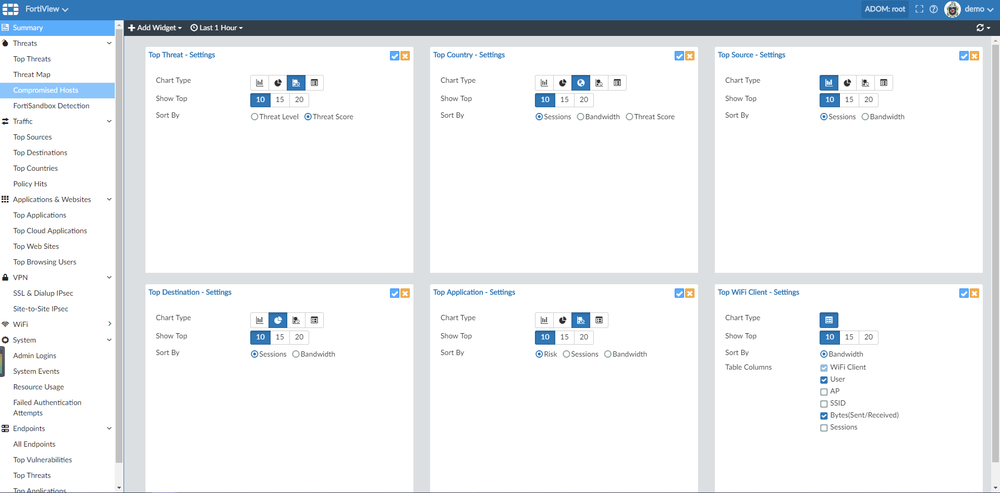 FortiView
ADOM: root
demo
Summary
Threats
Top Threats
Threat Map
Compromised Hosts
FortiSandbox Detection
Traffic
Top Sources
Top Destinations
Top Countries
Policy Hits
Applications & Websites
Top Applications
Top Cloud Applications
Top Web Sites
Top Browsing Users
VPN
SSL & Dialup IPsec
Site-to-Site IPsec
WiFi
System
Admin Logins
System Events
Resource Usage
Failed Authentication
Attempts
Endpoints
All Endpoints
Top Vulnerabilities
Top Threats
Top Applications
Add Widget Last 1 Hour
Top Threat - Settings
Chart Type
Show Top 10 15 20
Sort By Threat Level Threat Score
Top Country - Settings
Chart Type
Show Top 10 15 20
Sort By Sessions Bandwidth Threat Score
Top Source - Settings
Chart Type
Show Top 10 15 20
Sort By Sessions Bandwidth
Top Destination - Settings
Chart Type
Show Top 10 15 20
Sort By Sessions Bandwidth
Top Application - Settings
Chart Type
Show Top 10 15 20
Sort By Risk Sessions Bandwidth
Top WiFi Client - Settings
Chart Type
Show Top 10 15 20
Sort By Bandwidth
Table Columns WiFi Client
User
AP
SSID
Bytes(Sent/Received)
Sessions